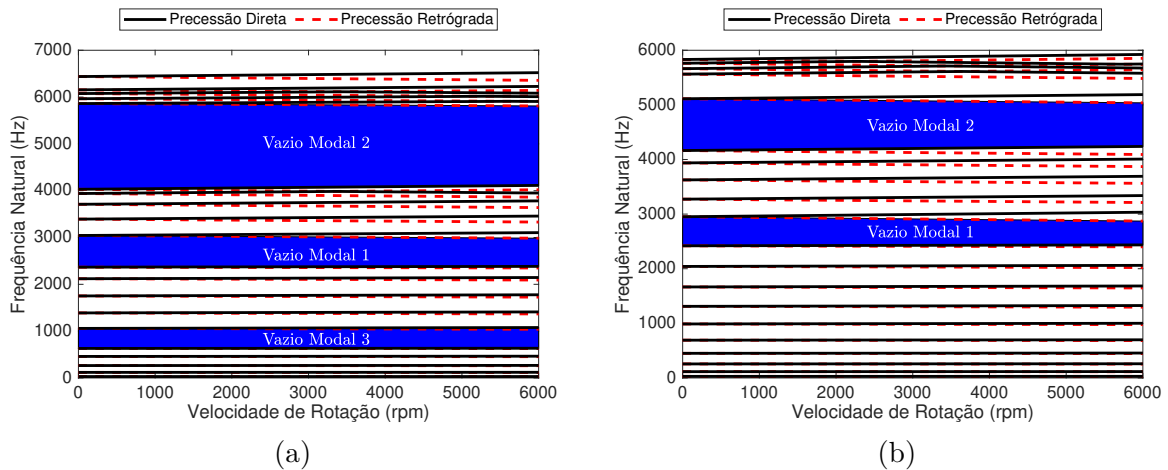 Precessão Direta Precessão Retrógrada
7000
6000
5000
4000
3000
2000
1000
0
Frequência Natural (Hz)
Vazio Modal 2
Vazio Modal 1
Vazio Modal 3
0 1000 2000 3000 4000 5000 6000
Velocidade de Rotação (rpm)
(a)
Precessão Direta Precessão Retrógrada
6000
5000
4000
3000
2000
1000
0
Frequência Natural (Hz)
Vazio Modal 2
Vazio Modal 1
0 1000 2000 3000 4000 5000 6000
Velocidade de Rotação (rpm)
(b)